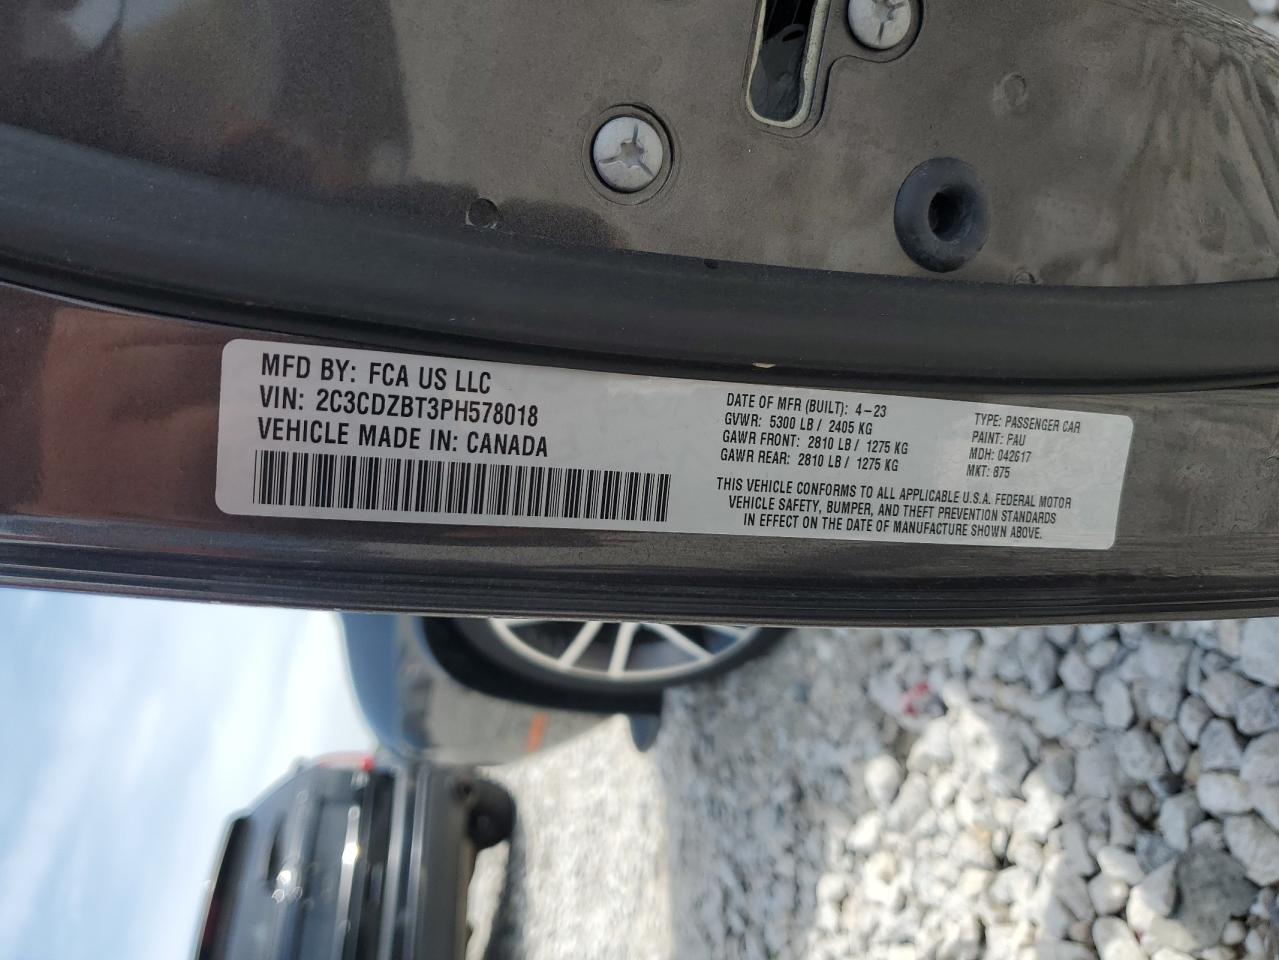 MFD BY: FCA US LLC
VIN: 2C3CDZBT3PH578018
VEHICLE MADE IN: CANADA
DATE OF MFR (BUILT): 4-23
GVWR: 5300 LB / 2405 KG
GAWR FRONT: 2810 LB / 1275 KG
GAWR REAR: 2810 LB / 1275 KG
TYPE: PASSENGER CAR
PAINT: PAU
MDH: 042617
MKT: 875
THIS VEHICLE CONFORMS TO ALL APPLICABLE U.S.A. FEDERAL MOTOR
VEHICLE SAFETY, BUMPER, AND THEFT PREVENTION STANDARDS
IN EFFECT ON THE DATE OF MANUFACTURE SHOWN ABOVE.